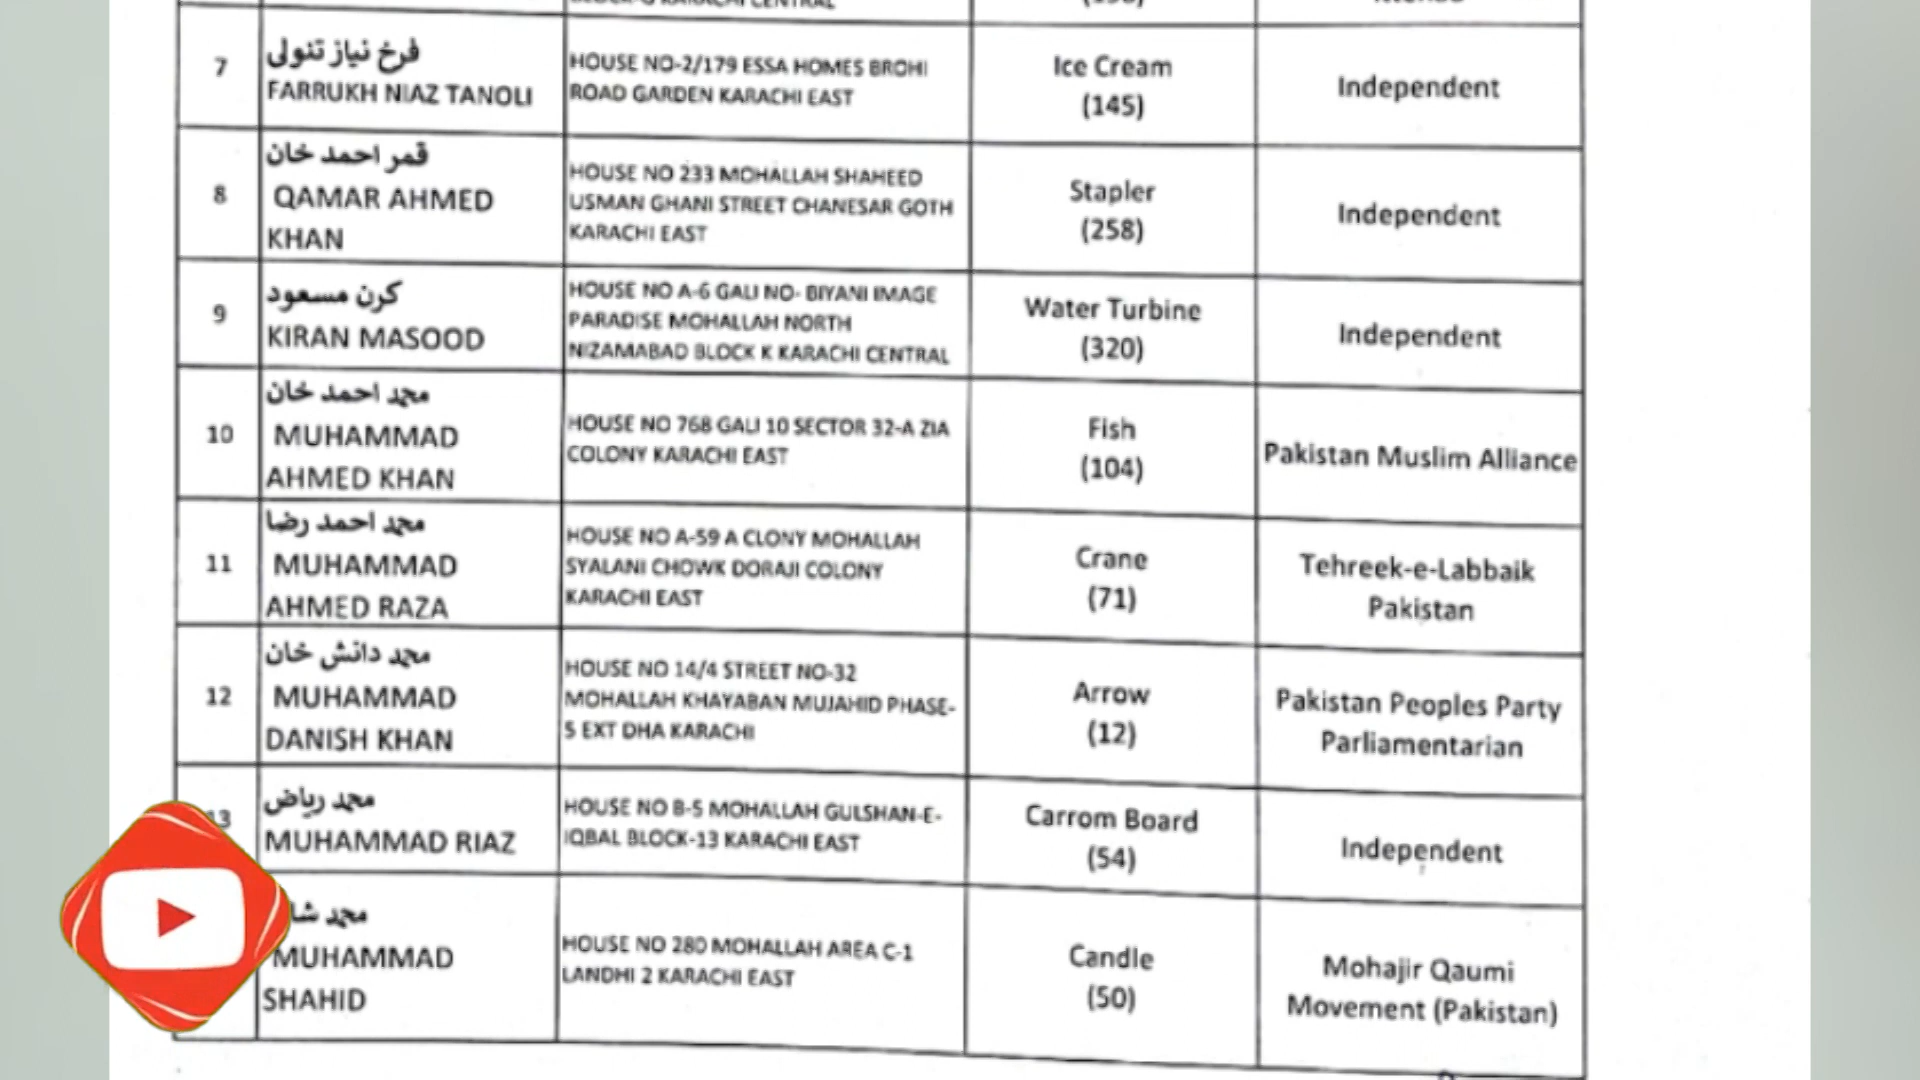 7
فرخ نیاز تنولی
FARRUKH NIAZ TANOLI
HOUSE NO-2/179 ESSA HOMES BROHI
ROAD GARDEN KARACHI EAST
Ice Cream
(145)
Independent
8
قمر احمد خان
QAMAR AHMED
KHAN
HOUSE NO 233 MOHALLAH SHAHEED
USMAN GHANI STREET CHANESAR GOTH
KARACHI EAST
Stapler
(258)
Independent
9
کرن مسعود
KIRAN MASOOD
HOUSE NO A-6 GALI NO- BIYANI IMAGE
PARADISE MOHALLAH NORTH
NIZAMABAD BLOCK K KARACHI CENTRAL
Water Turbine
(320)
Independent
10
محمد احمد خان
MUHAMMAD
AHMED KHAN
HOUSE NO 768 GALI 10 SECTOR 32-A ZIA
COLONY KARACHI EAST
Fish
(104)
Pakistan Muslim Alliance
11
محمد احمد رضا
MUHAMMAD
AHMED RAZA
HOUSE NO A-59 A CLONY MOHALLAH
SYALANI CHOWK DORAJI COLONY
KARACHI EAST
Crane
(71)
Tehreek-e-Labbaik
Pakistan
12
محمد دانش خان
MUHAMMAD
DANISH KHAN
HOUSE NO 14/4 STREET NO-32
MOHALLAH KHAYABAN MUJAHID PHASE-
5 EXT DHA KARACHI
Arrow
(12)
Pakistan Peoples Party
Parliamentarian
13
محمد ریاض
MUHAMMAD RIAZ
HOUSE NO B-5 MOHALLAH GULSHAN-E-
IQBAL BLOCK-13 KARACHI EAST
Carrom Board
(54)
Independent
محمد
MUHAMMAD
SHAHID
HOUSE NO 280 MOHALLAH AREA C-1
LANDHI 2 KARACHI EAST
Candle
(50)
Mohajir Qaumi
Movement (Pakistan)